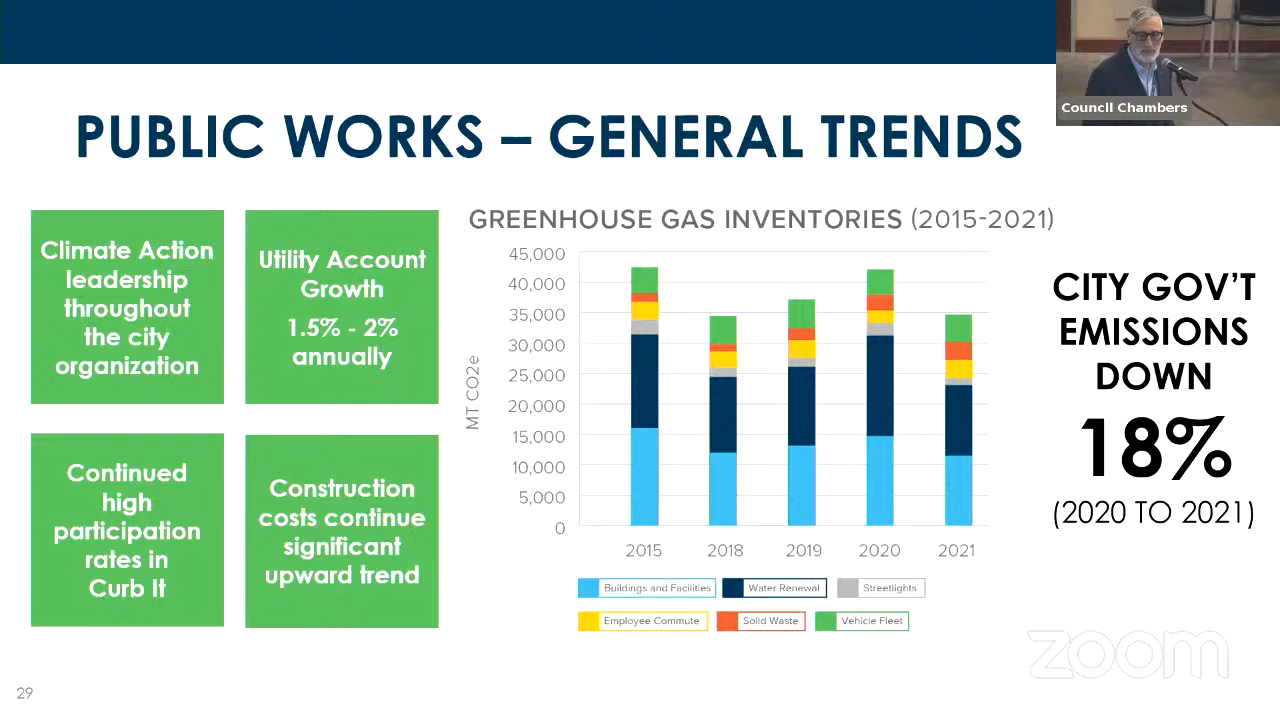 Council Chambers
PUBLIC WORKS – GENERAL TRENDS
Climate Action
leadership
throughout
the city
organization
Utility Account
Growth
1.5% - 2%
annually
Continued
high
participation
rates in
Curb It
Construction
costs continue
significant
upward trend
GREENHOUSE GAS INVENTORIES (2015-2021)
MT CO2e
45,000
40,000
35,000
30,000
25,000
20,000
15,000
10,000
5,000
0
2015 2018 2019 2020 2021
Buildings and Facilities Water Renewal Streetlights
Employee Commute Solid Waste Vehicle Fleet
CITY GOV’T
EMISSIONS
DOWN
18%
(2020 TO 2021)
zoom
29